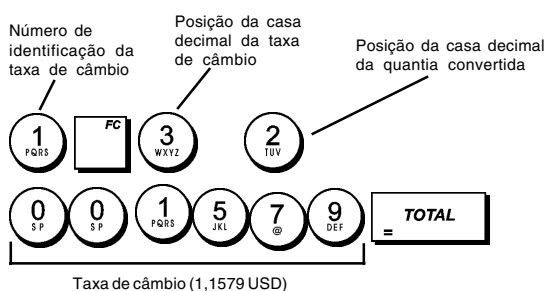 Número de
identificação da
taxa de câmbio
Posição da casa
decimal da taxa
de câmbio
Posição da casa decimal
da quantia convertida
1 PQRS FC 3 WXYZ 2 TUV
0 SP 0 SP 1 PQRS 5 JKL 7 @ 9 DEF = TOTAL
Taxa de câmbio (1,1579 USD)